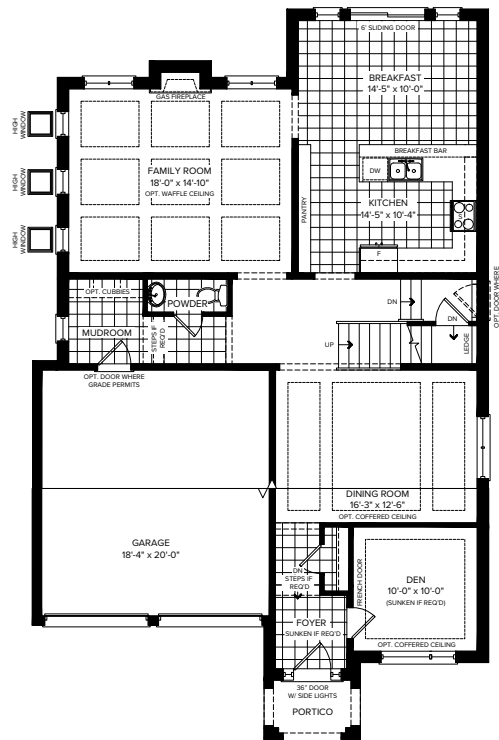 6' SLIDING DOOR
BREAKFAST
14'-5" x 10'-0"
GAS FIREPLACE
HIGH
WINDOW
BREAKFAST BAR
FAMILY ROOM
18'-0" x 14'-10"
OPT. WAFFLE CEILING
DW
HIGH
WINDOW
PANTRY
KITCHEN
14'-5" x 10'-4"
HIGH
WINDOW
F
OPT. CUBBIES
POWDER
DN
OPT. DOOR WHERE
MUDROOM
STEPS IF
REQ'D
DN
UP
LEDGE
OPT. DOOR WHERE
GRADE PERMITS
DINING ROOM
16'-3" x 12'-6"
OPT. COFFERED CEILING
GARAGE
18'-4" x 20'-0"
DN
STEPS IF
REQ'D
FRENCH DOOR
DEN
10'-0" x 10'-0"
(SUNKEN IF REQ'D)
FOYER
(SUNKEN IF REQ'D)
OPT. COFFERED CEILING
36" DOOR
W/ SIDE LIGHTS
PORTICO